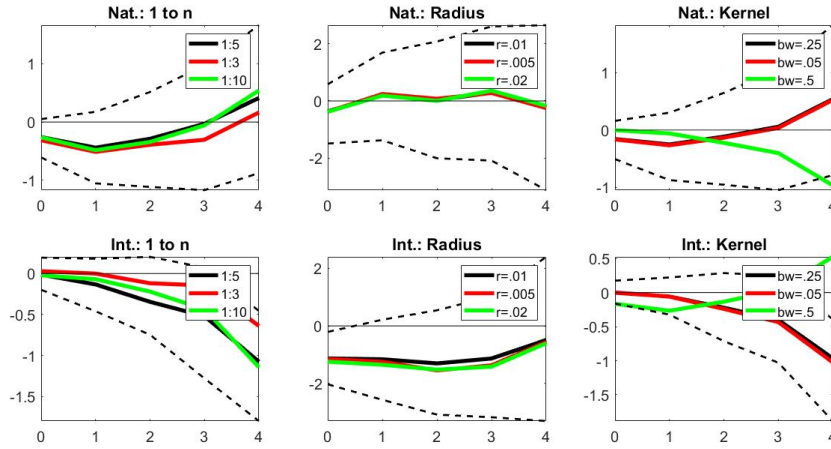 Nat.: 1 to n
1:5
1:3
1:10
1
0
-1
0 1 2 3 4
Nat.: Radius
r=.01
r=.005
r=.02
2
0
-2
0 1 2 3 4
Nat.: Kernel
bw=.25
bw=.05
bw=.5
1
0
-1
0 1 2 3 4
Int.: 1 to n
1:5
1:3
1:10
0
-0.5
-1
-1.5
0 1 2 3 4
Int.: Radius
r=.01
r=.005
r=.02
2
0
-2
0 1 2 3 4
Int.: Kernel
bw=.25
bw=.05
bw=.5
0.5
0
-0.5
-1
-1.5
0 1 2 3 4